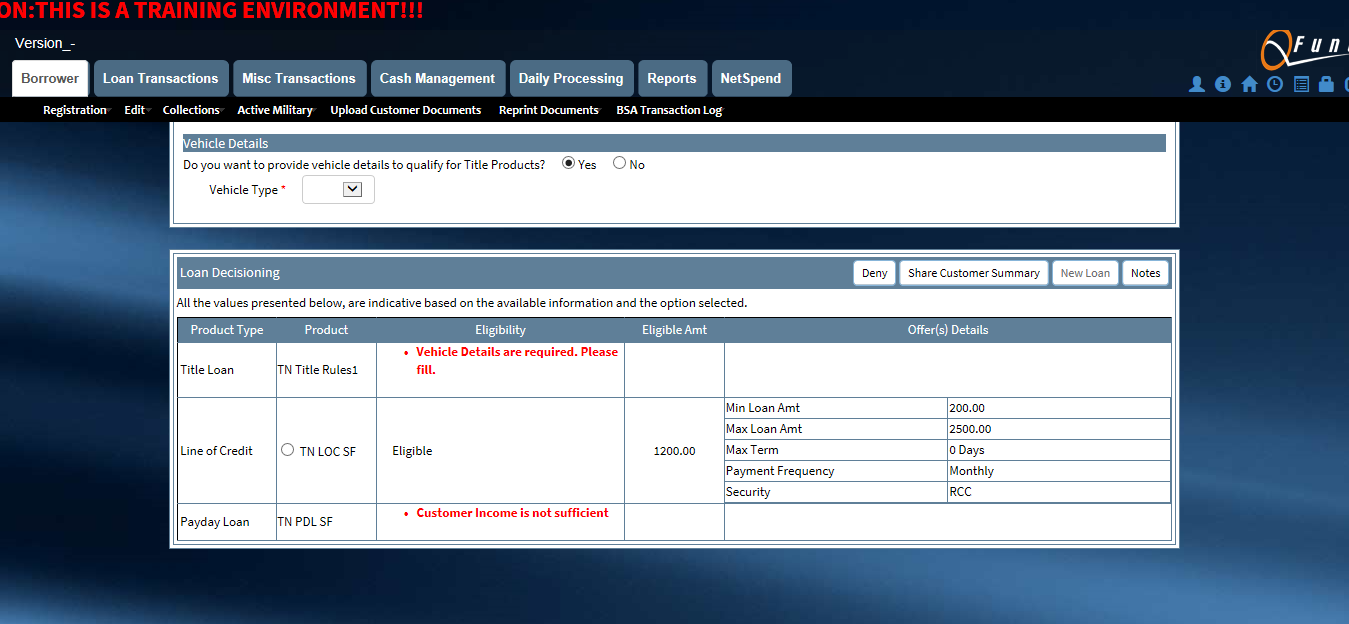 ON:THIS IS A TRAINING ENVIRONMENT!!!
Version_-
Fun
Borrower Loan Transactions Misc Transactions Cash Management Daily Processing Reports NetSpend
Registration Edit Collections Active Military Upload Customer Documents Reprint Documents BSA Transaction Log
Vehicle Details
Do you want to provide vehicle details to qualify for Title Products? Yes No
Vehicle Type *
Loan Decisioning Deny Share Customer Summary New Loan Notes
All the values presented below, are indicative based on the available information and the option selected.
Product Type Product Eligibility Eligible Amt Offer(s) Details
Title Loan TN Title Rules1 • Vehicle Details are required. Please
fill.
Line of Credit TN LOC SF Eligible 1200.00
Min Loan Amt 200.00
Max Loan Amt 2500.00
Max Term 0 Days
Payment Frequency Monthly
Security RCC
Payday Loan TN PDL SF • Customer Income is not sufficient